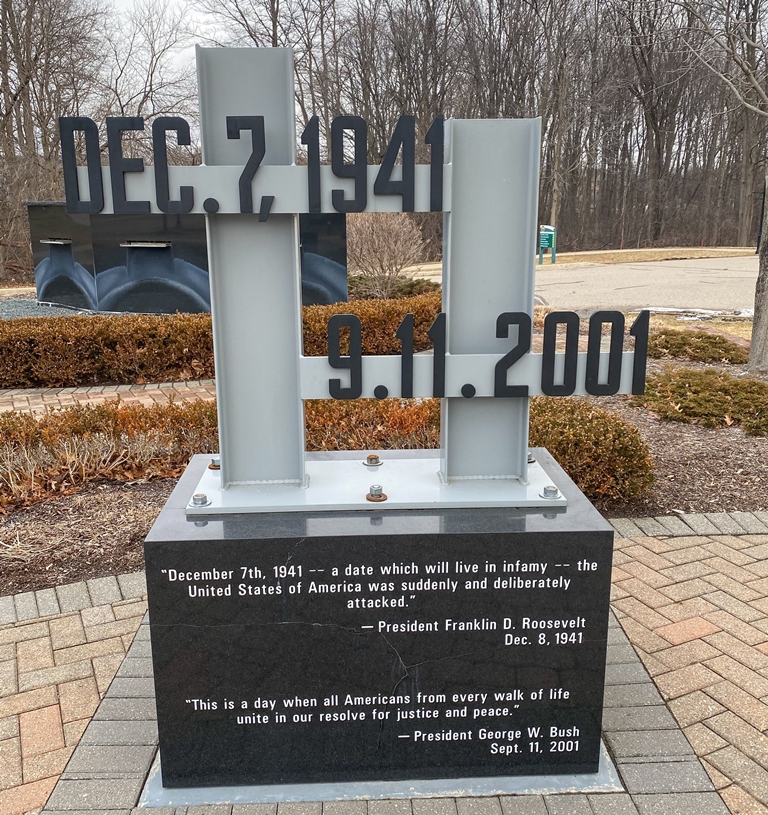 DEC. 7, 1941
9.11.2001
"December 7th, 1941 -- a date which will live in infamy -- the
United States of America was suddenly and deliberately
attacked."
— President Franklin D. Roosevelt
Dec. 8, 1941
"This is a day when all Americans from every walk of life
unite in our resolve for justice and peace."
— President George W. Bush
Sept. 11, 2001